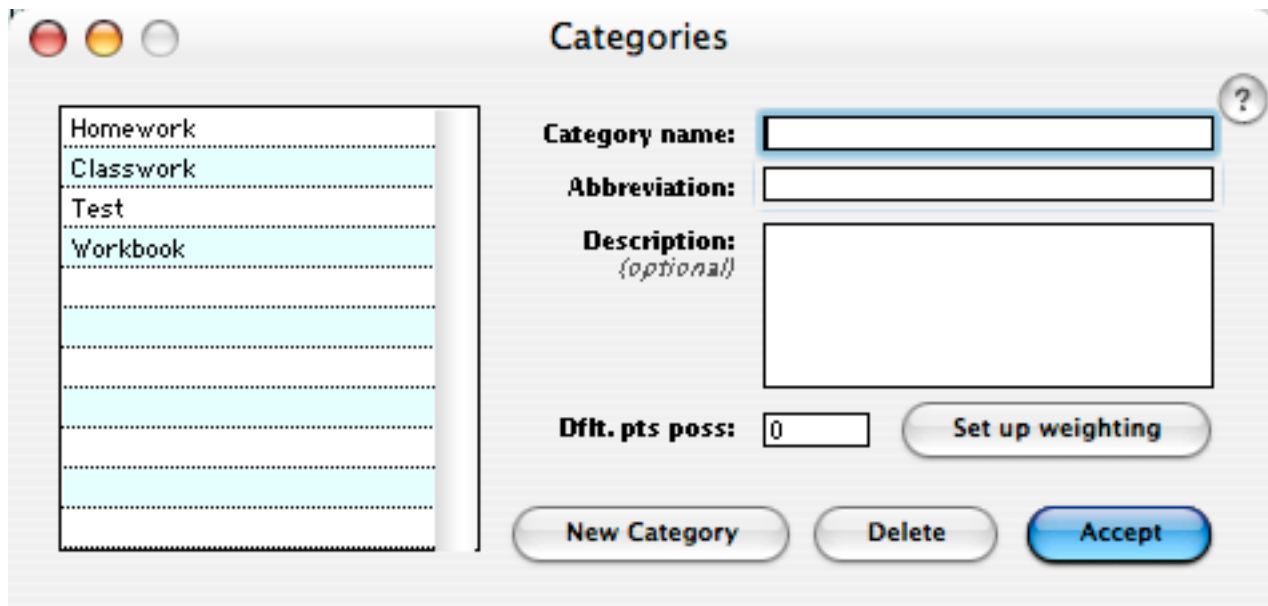 Categories
?
Homework
Classwork
Test
Workbook
Category name:
Abbreviation:
Description:
(optional)
Dflt. pts poss: 0
Set up weighting
New Category
Delete
Accept